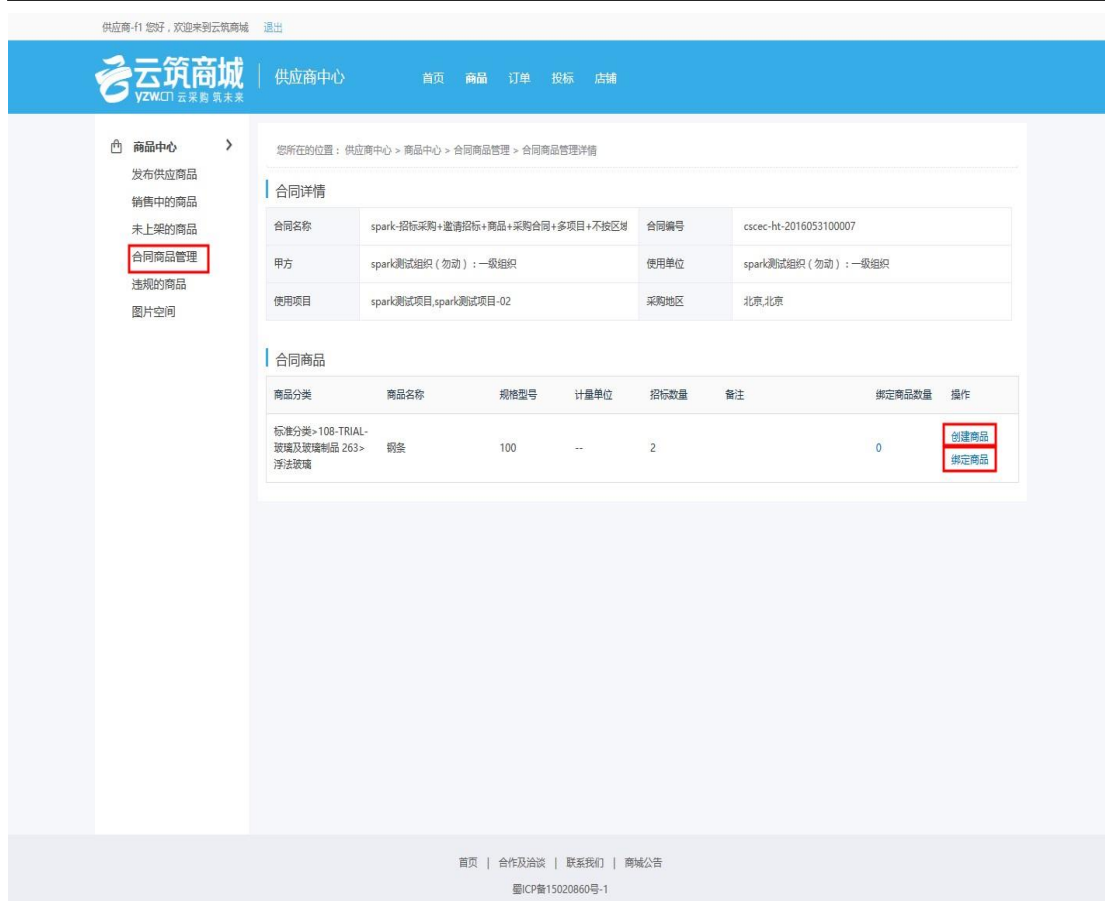 供应商-f1 您好，欢迎来到云筑商城 退出
云筑商城
yzw.cn 云采购 筑未来
供应商中心 首页 商品 订单 投标 店铺
商品中心
发布供应商品
销售中的商品
未上架的商品
合同商品管理
违规的商品
图片空间
您所在的位置：供应商中心 > 商品中心 > 合同商品管理 > 合同商品管理详情
合同详情
合同名称 spark-招标采购+邀请招标+商品+采购合同+多项目+不按区域 合同编号 cscec-ht-2016053100007
甲方 spark测试组织（勿动）：一级组织 使用单位 spark测试组织（勿动）：一级组织
使用项目 spark测试项目,spark测试项目-02 采购地区 北京,北京
合同商品
商品分类 商品名称 规格型号 计量单位 招标数量 备注 绑定商品数量 操作
标准分类>108-TRIAL-
玻璃及玻璃制品 263>
浮法玻璃
钢条 100 -- 2 0
创建商品
绑定商品
首页 | 合作及洽谈 | 联系我们 | 商城公告
蜀ICP备15020860号-1